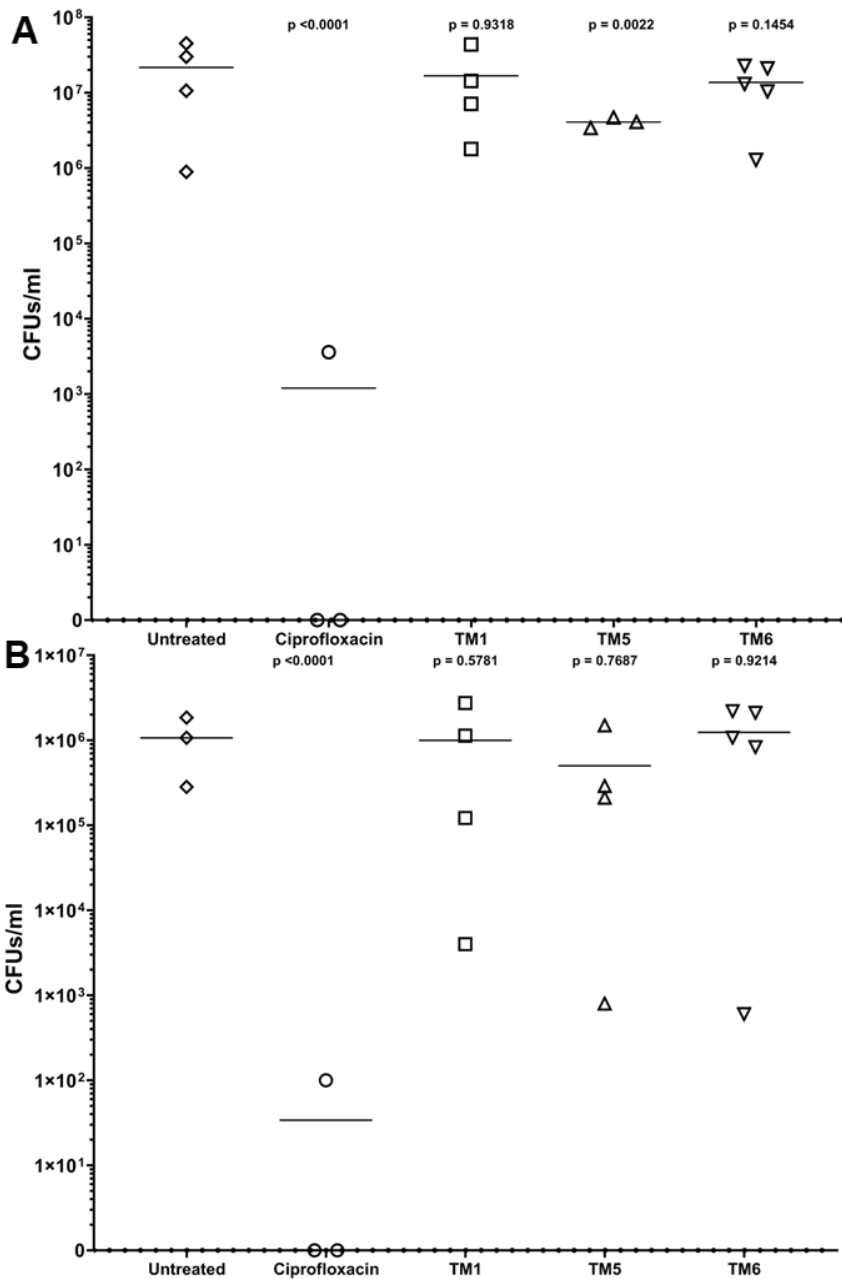 A
p <0.0001 p = 0.9318 p = 0.0022 p = 0.1454
10⁸
10⁷
10⁶
10⁵
10⁴
10³
10²
10¹
0
CFUs/ml
Untreated Ciprofloxacin TM1 TM5 TM6
B
p <0.0001 p = 0.5781 p = 0.7687 p = 0.9214
1×10⁷
1×10⁶
1×10⁵
1×10⁴
1×10³
1×10²
1×10¹
0
CFUs/ml
Untreated Ciprofloxacin TM1 TM5 TM6